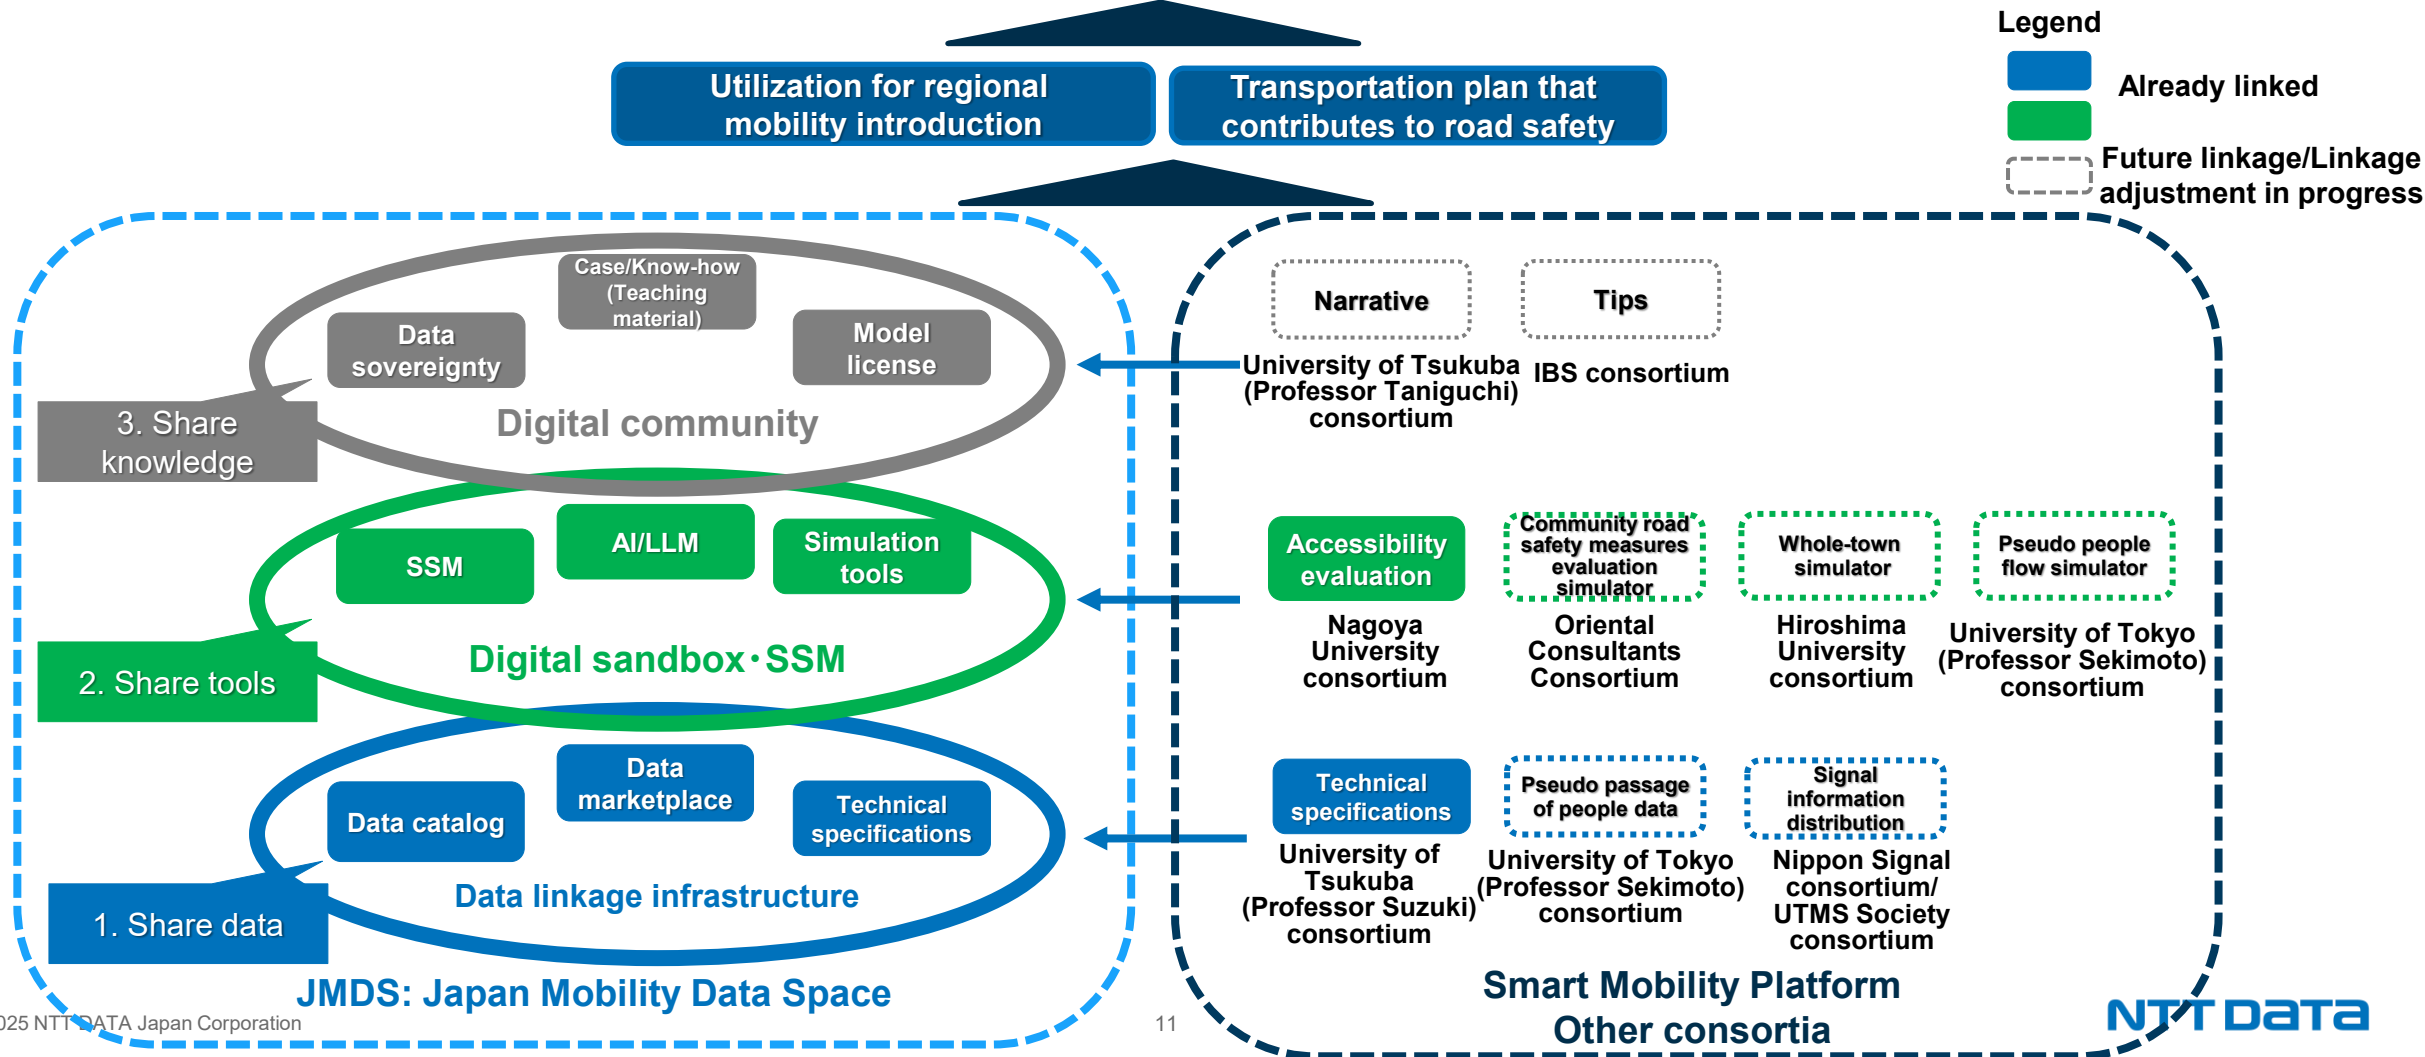 Legend
Already linked
Future linkage/Linkage
adjustment in progress
Utilization for regional
mobility introduction
Transportation plan that
contributes to road safety
Case/Know-how
(Teaching
material)
Data
sovereignty
Model
license
Digital community
3. Share
knowledge
SSM
AI/LLM
Simulation
tools
Digital sandbox・SSM
2. Share tools
Data catalog
Data
marketplace
Technical
specifications
Data linkage infrastructure
1. Share data
JMDS: Japan Mobility Data Space
Narrative
University of Tsukuba
(Professor Taniguchi)
consortium
Tips
IBS consortium
Accessibility
evaluation
Nagoya
University
consortium
Community road
safety measures
evaluation
simulator
Oriental
Consultants
Consortium
Whole-town
simulator
Hiroshima
University
consortium
Pseudo people
flow simulator
University of Tokyo
(Professor Sekimoto)
consortium
Technical
specifications
University of
Tsukuba
(Professor Suzuki)
consortium
Pseudo passage
of people data
University of Tokyo
(Professor Sekimoto)
consortium
Signal
information
distribution
Nippon Signal
consortium/
UTMS Society
consortium
Smart Mobility Platform
Other consortia
025 NTT DATA Japan Corporation
11
NTT DATA